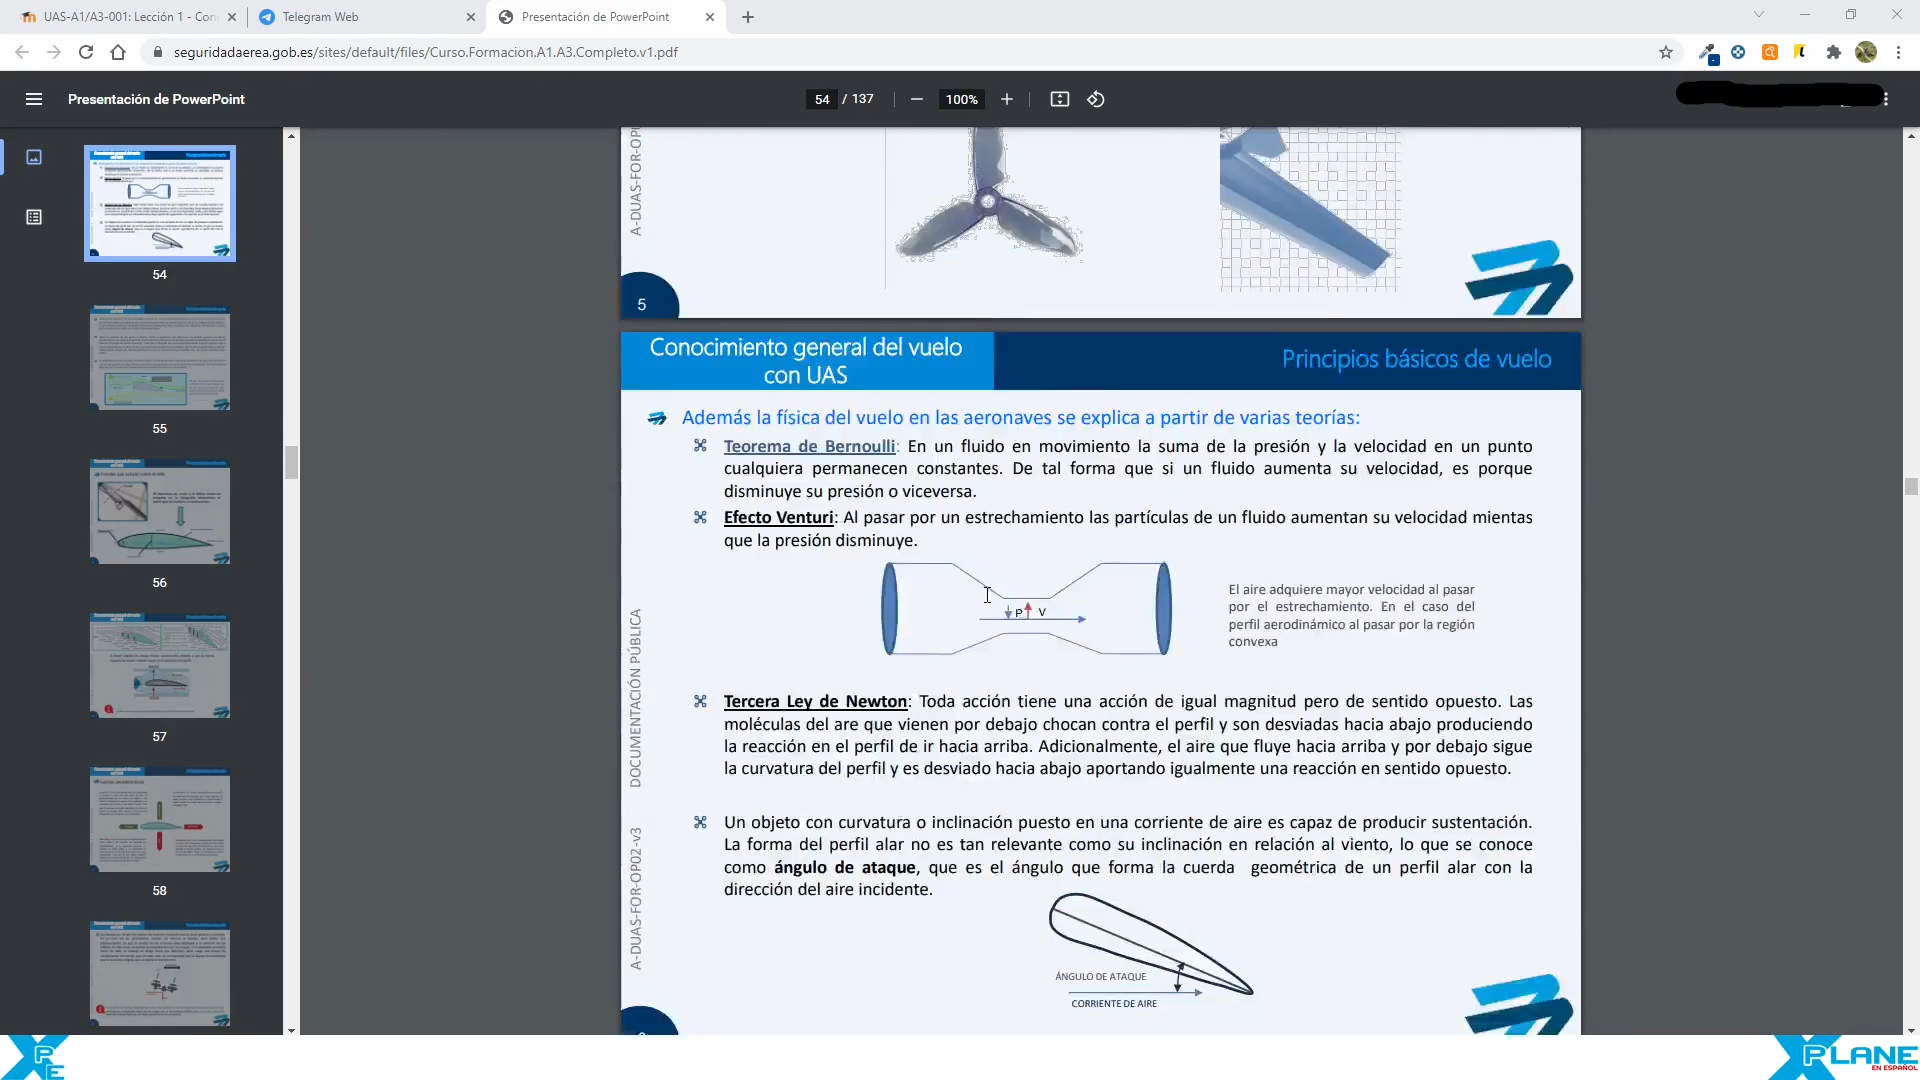 UAS-A1/A3-001: Lección 1 - Con
Telegram Web
Presentación de PowerPoint
seguridadaerea.gob.es/sites/default/files/Curso.Formacion.A1.A3.Completo.v1.pdf
Presentación de PowerPoint
54 / 137
100%
54
55
56
57
58
A-DUAS-FOR-OP
5
Conocimiento general del vuelo
con UAS
Principios básicos de vuelo
Además la física del vuelo en las aeronaves se explica a partir de varias teorías:
Teorema de Bernoulli: En un fluido en movimiento la suma de la presión y la velocidad en un punto
cualquiera permanecen constantes. De tal forma que si un fluido aumenta su velocidad, es porque
disminuye su presión o viceversa.
Efecto Venturi: Al pasar por un estrechamiento las partículas de un fluido aumentan su velocidad mientas
que la presión disminuye.
P V
El aire adquiere mayor velocidad al pasar
por el estrechamiento. En el caso del
perfil aerodinámico al pasar por la región
convexa
Tercera Ley de Newton: Toda acción tiene una acción de igual magnitud pero de sentido opuesto. Las
moléculas del are que vienen por debajo chocan contra el perfil y son desviadas hacia abajo produciendo
la reacción en el perfil de ir hacia arriba. Adicionalmente, el aire que fluye hacia arriba y por debajo sigue
la curvatura del perfil y es desviado hacia abajo aportando igualmente una reacción en sentido opuesto.
Un objeto con curvatura o inclinación puesto en una corriente de aire es capaz de producir sustentación.
La forma del perfil alar no es tan relevante como su inclinación en relación al viento, lo que se conoce
como ángulo de ataque, que es el ángulo que forma la cuerda geométrica de un perfil alar con la
dirección del aire incidente.
ÁNGULO DE ATAQUE
CORRIENTE DE AIRE
DOCUMENTACIÓN PÚBLICA
A-DUAS-FOR-OP02-v3
X P E
X PLANE
EN ESPAÑOL